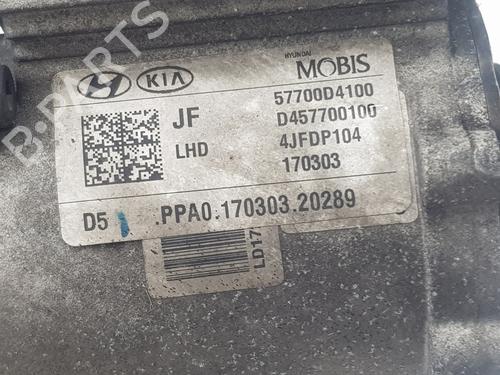 B-PARTS
HYUNDAI
KIA MOBIS
57700D4100
JF D457700100
LHD 4JFDP104
170303
D5 .PPA0.170303.20289
LD17